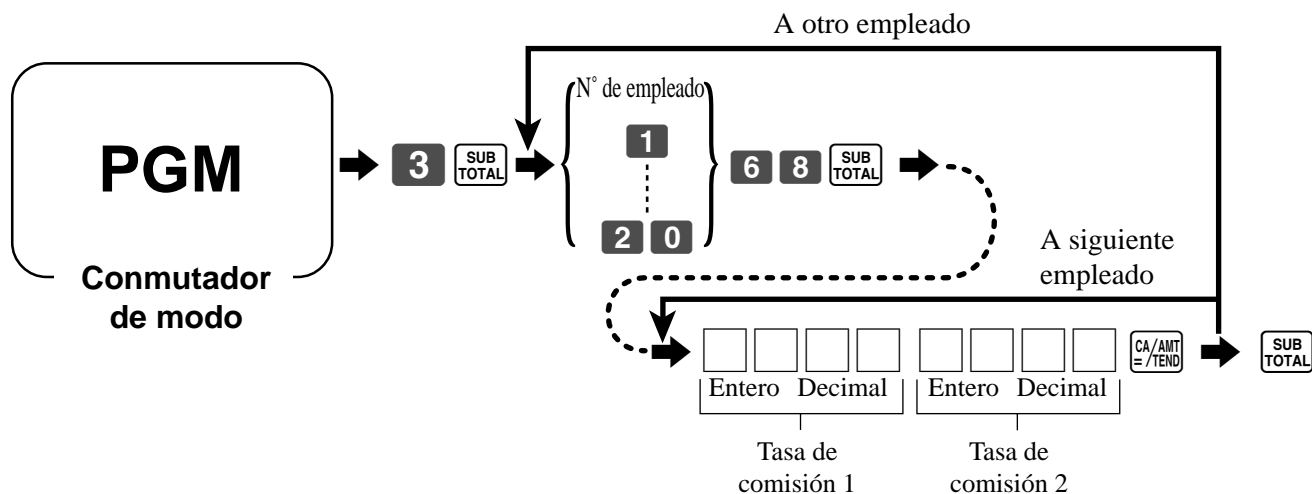 A otro empleado
N° de empleado
PGM
Conmutador
de modo
3 SUB TOTAL
1
2 0
6 8 SUB TOTAL
A siguiente
empleado
CA/AMT
= /TEND
SUB TOTAL
Entero Decimal Entero Decimal
Tasa de
comisión 1
Tasa de
comisión 2